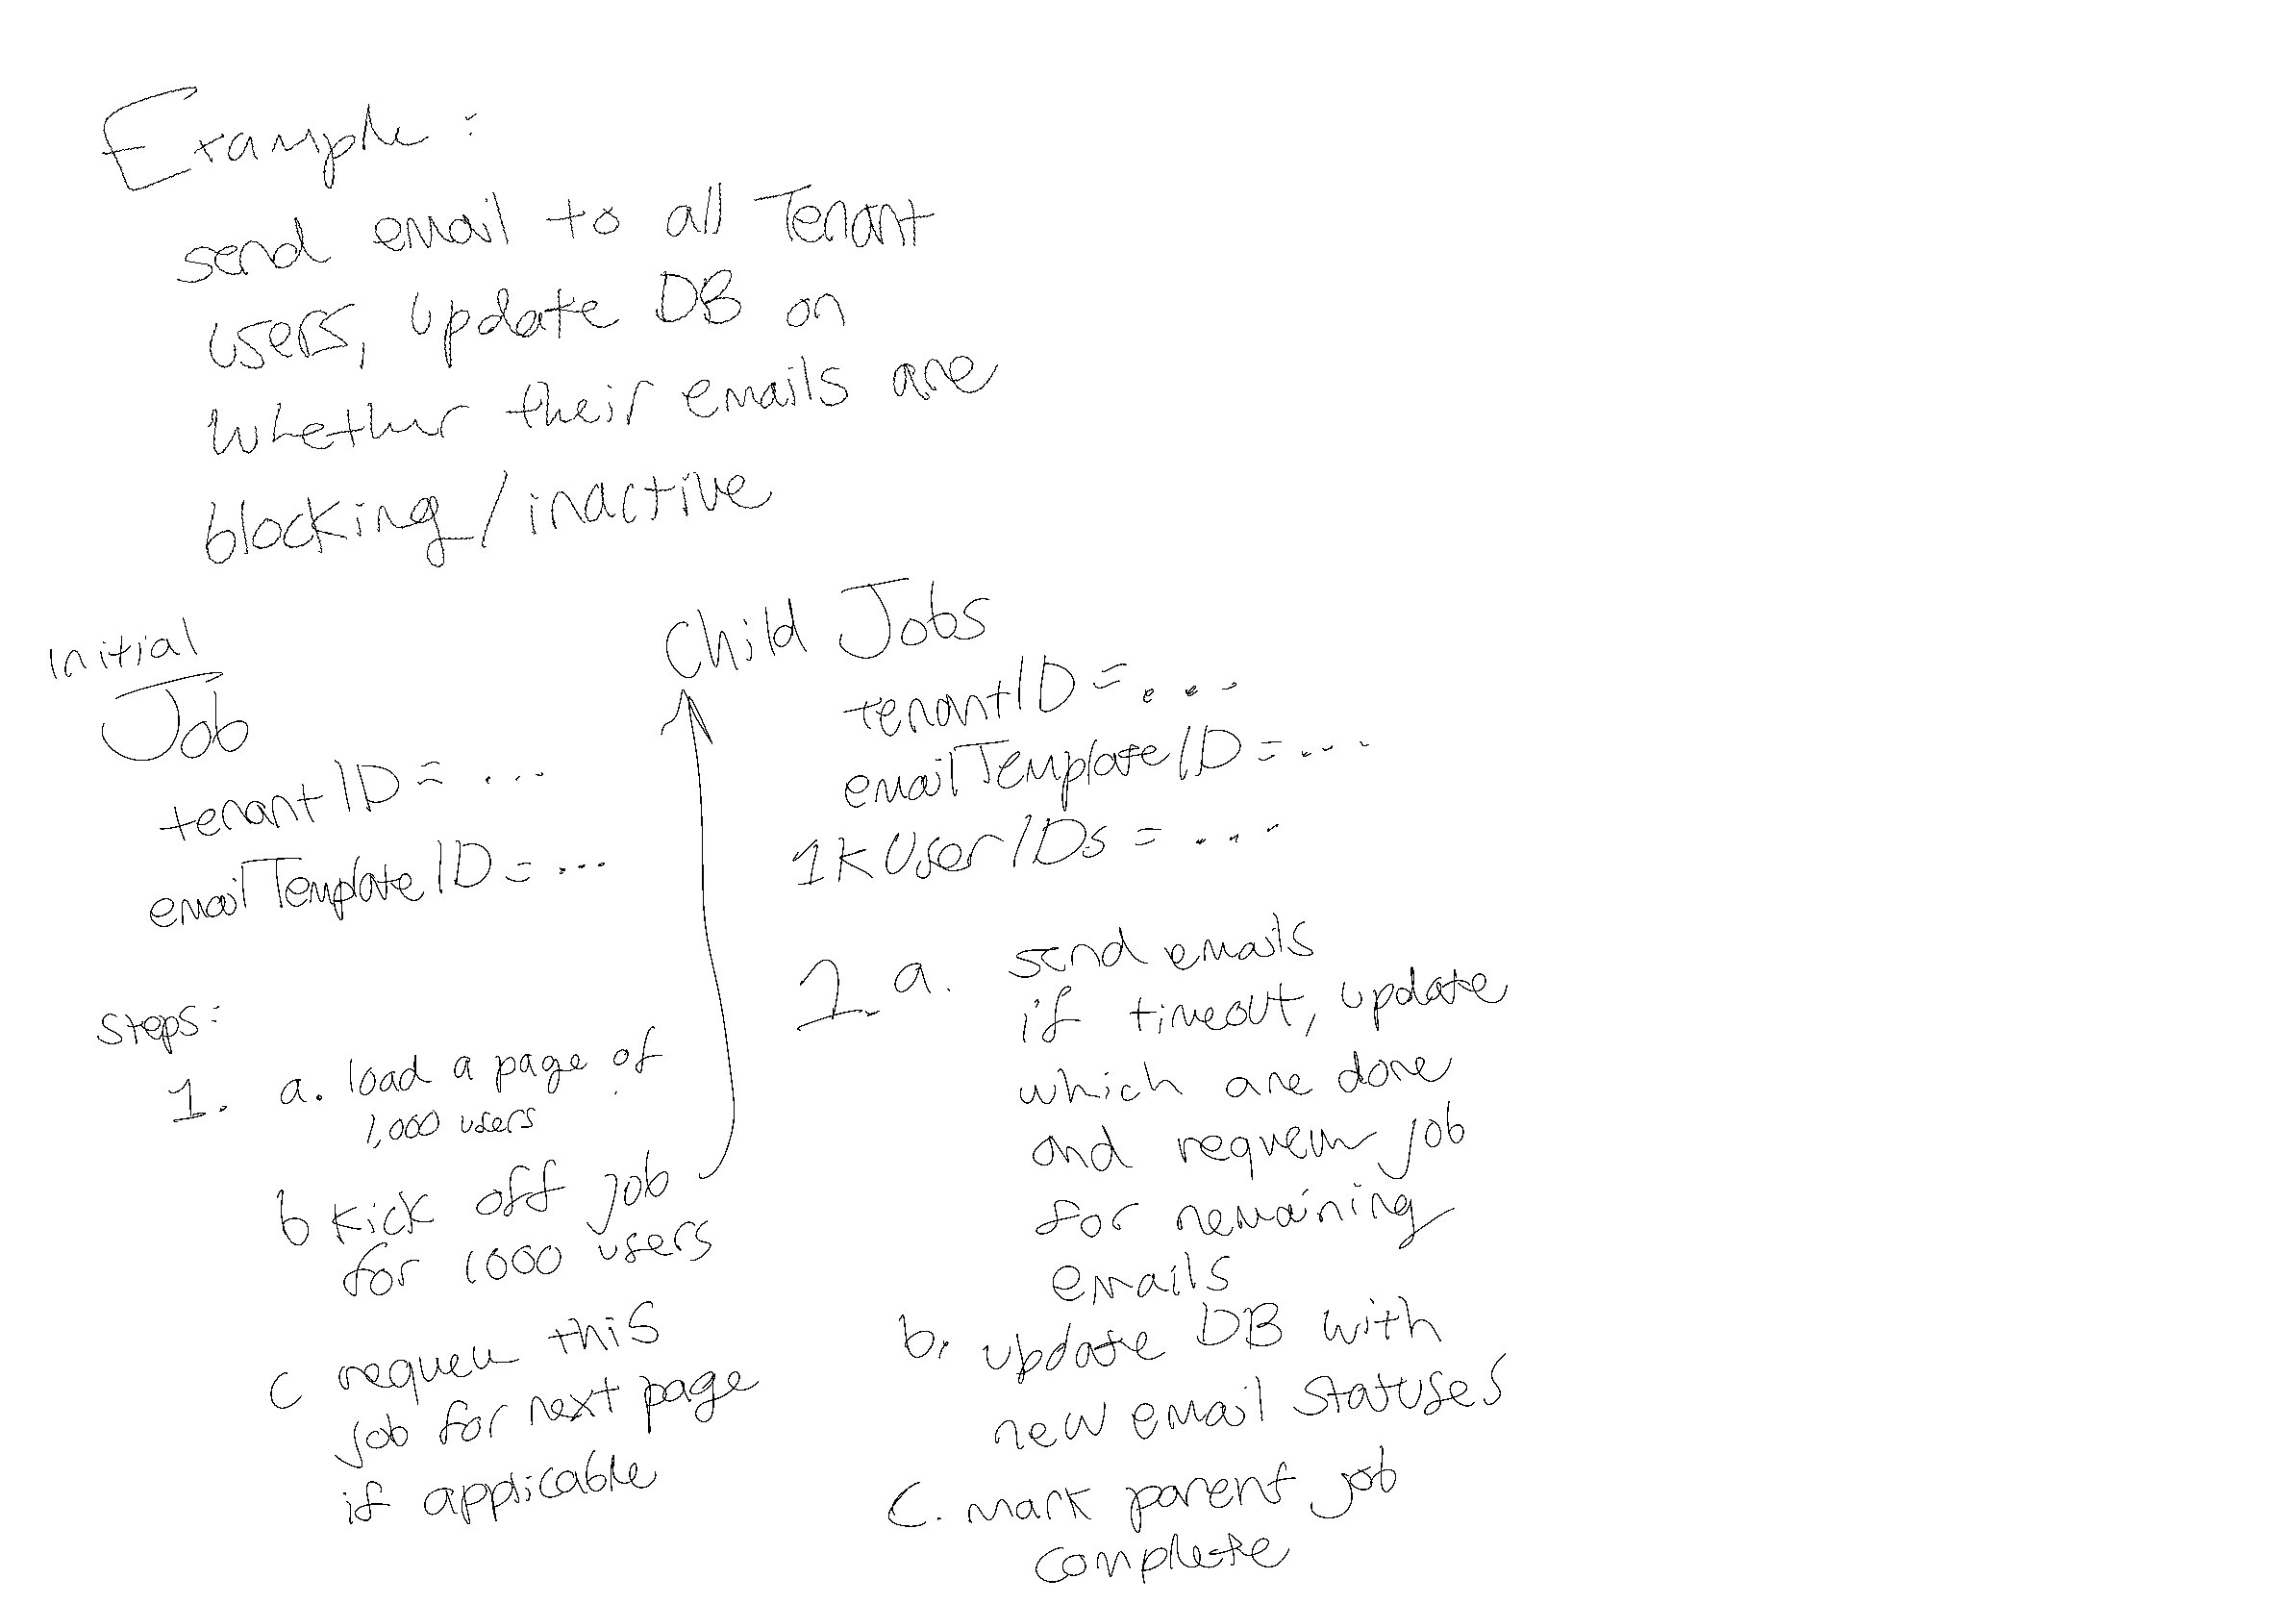 Example:
send email to all Tenant
users, update DB on
whether their emails are
blocking/inactive
Initial
Job
tenantID = ...
emailTemplateID = ...
Steps:
1. a. load a page of
1,000 users
b kick off job
for 1000 users
c requeue this
job for next page
if applicable
Child Jobs
tenantID = ...
emailTemplateID = ...
1k UserIDs = ...
1. a. send emails
if timeout, update
which are done
and requeue job
for remaining
emails
b. update DB with
new email statuses
C. mark parent job
complete